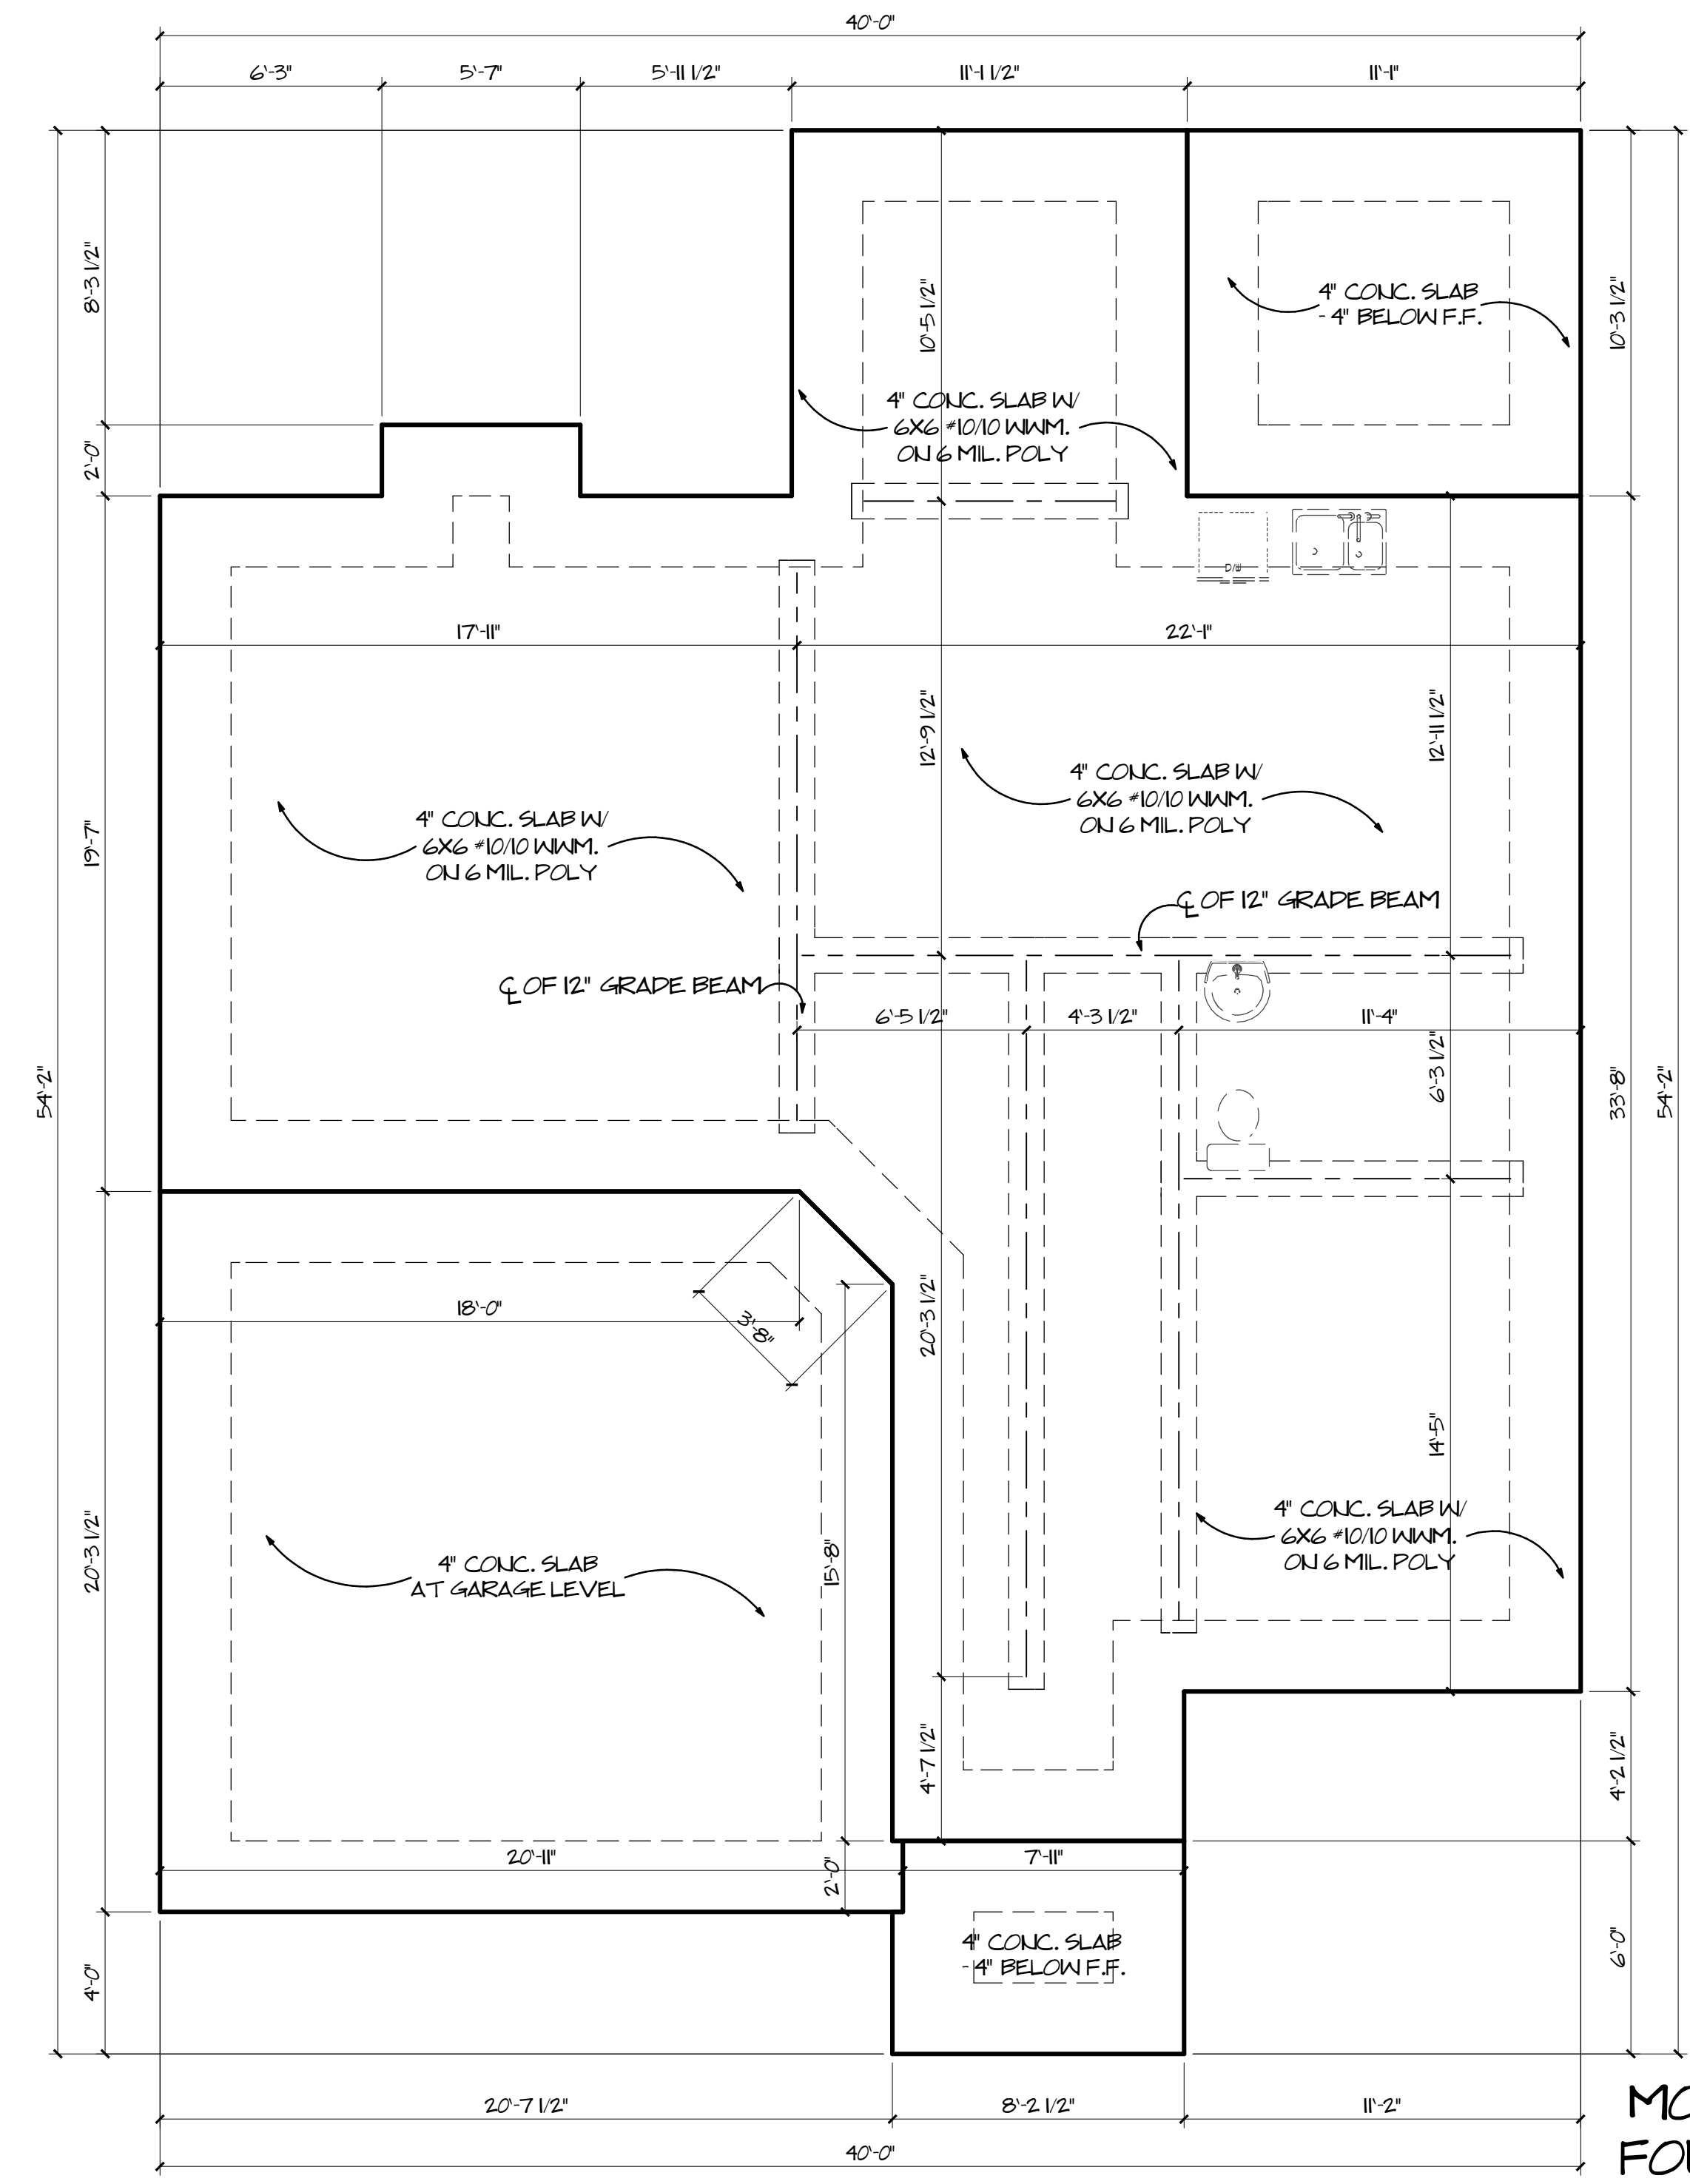 40'-0"
6'-3" 5'-7" 5'-11 1/2" 11'-1 1/2" 11'-1"
8'-3 1/2"
10'-5 1/2"
10'-3 1/2"
4" CONC. SLAB
- 4" BELOW F.F.
4" CONC. SLAB W/
6X6 #10/10 WWM.
ON 6 MIL. POLY
2'-0"
D/W
17'-11" 22'-1"
12'-9 1/2"
12'-11 1/2"
19'-7"
4" CONC. SLAB W/
6X6 #10/10 WWM.
ON 6 MIL. POLY
4" CONC. SLAB W/
6X6 #10/10 WWM.
ON 6 MIL. POLY
℄ OF 12" GRADE BEAM
℄ OF 12" GRADE BEAM
6'-5 1/2" 4'-3 1/2" 11'-4"
54'-2"
6'-3 1/2"
33'-8"
54'-2"
18'-0"
3'-8"
20'-3 1/2"
14'-5"
20'-3 1/2"
4" CONC. SLAB
AT GARAGE LEVEL
15'-8"
4" CONC. SLAB W/
6X6 #10/10 WWM.
ON 6 MIL. POLY
4'-7 1/2"
4'-2 1/2"
20'-11" 7'-11"
2'-0"
4" CONC. SLAB
- 4" BELOW F.F.
4'-0"
6'-0"
20'-7 1/2" 8'-2 1/2" 11'-2"
40'-0"